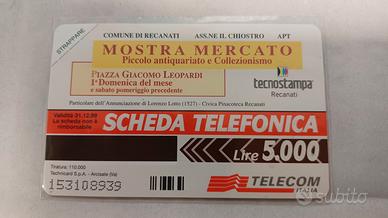 STRAPPARE
COMUNE DI RECANATI ASS.NE IL CHIOSTRO APT
MOSTRA MERCATO
Piccolo antiquariato e Collezionismo
PIAZZA GIACOMO LEOPARDI
1ª Domenica del mese
e sabato pomeriggio precedente
tecnostampa
Recanati
Particolare dell'Annunciazione di Lorenzo Lotto (1527) - Civica Pinacoteca Recanati
Validità 31.12.99
La scheda non è
rimborsabile
SCHEDA TELEFONICA
Lire 5.000
Tiratura: 110.000
Technicard S.p.A. - Arcisate (Va)
153108939
TELECOM
ITALIA
subito